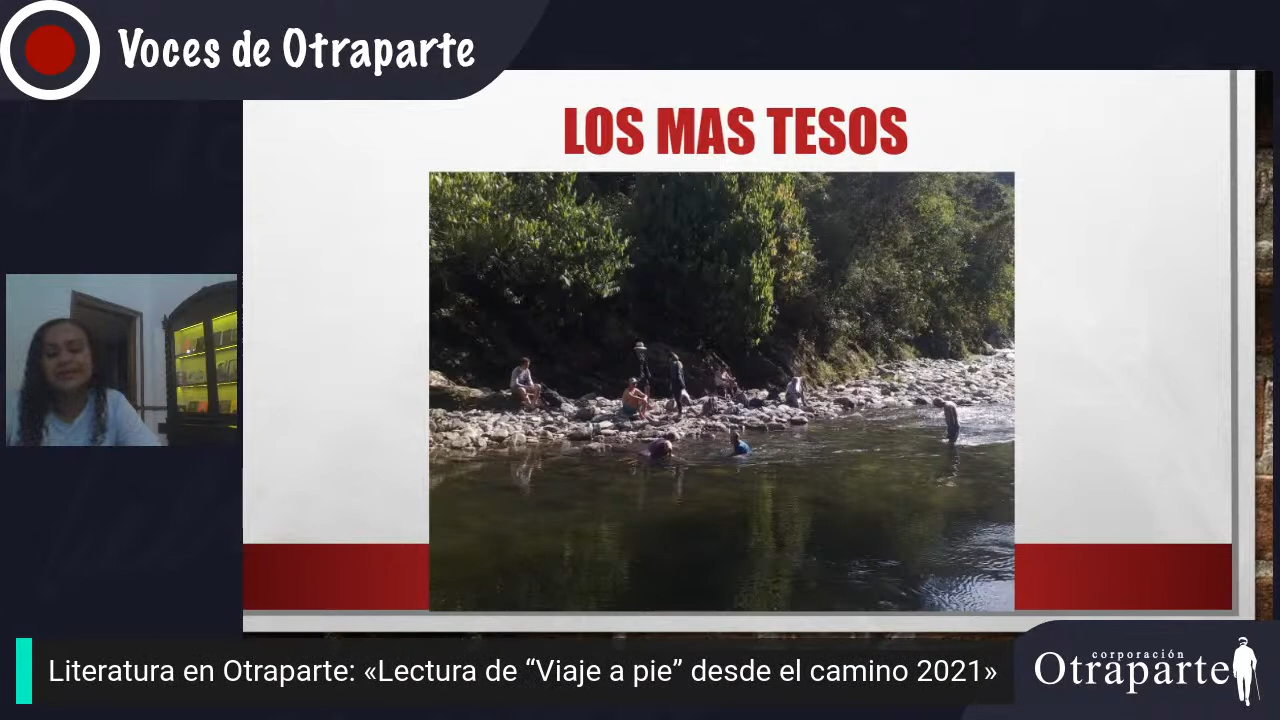 Voces de Otraparte
LOS MAS TESOS
Literatura en Otraparte: «Lectura de “Viaje a pie” desde el camino 2021»
corporación
Otraparte